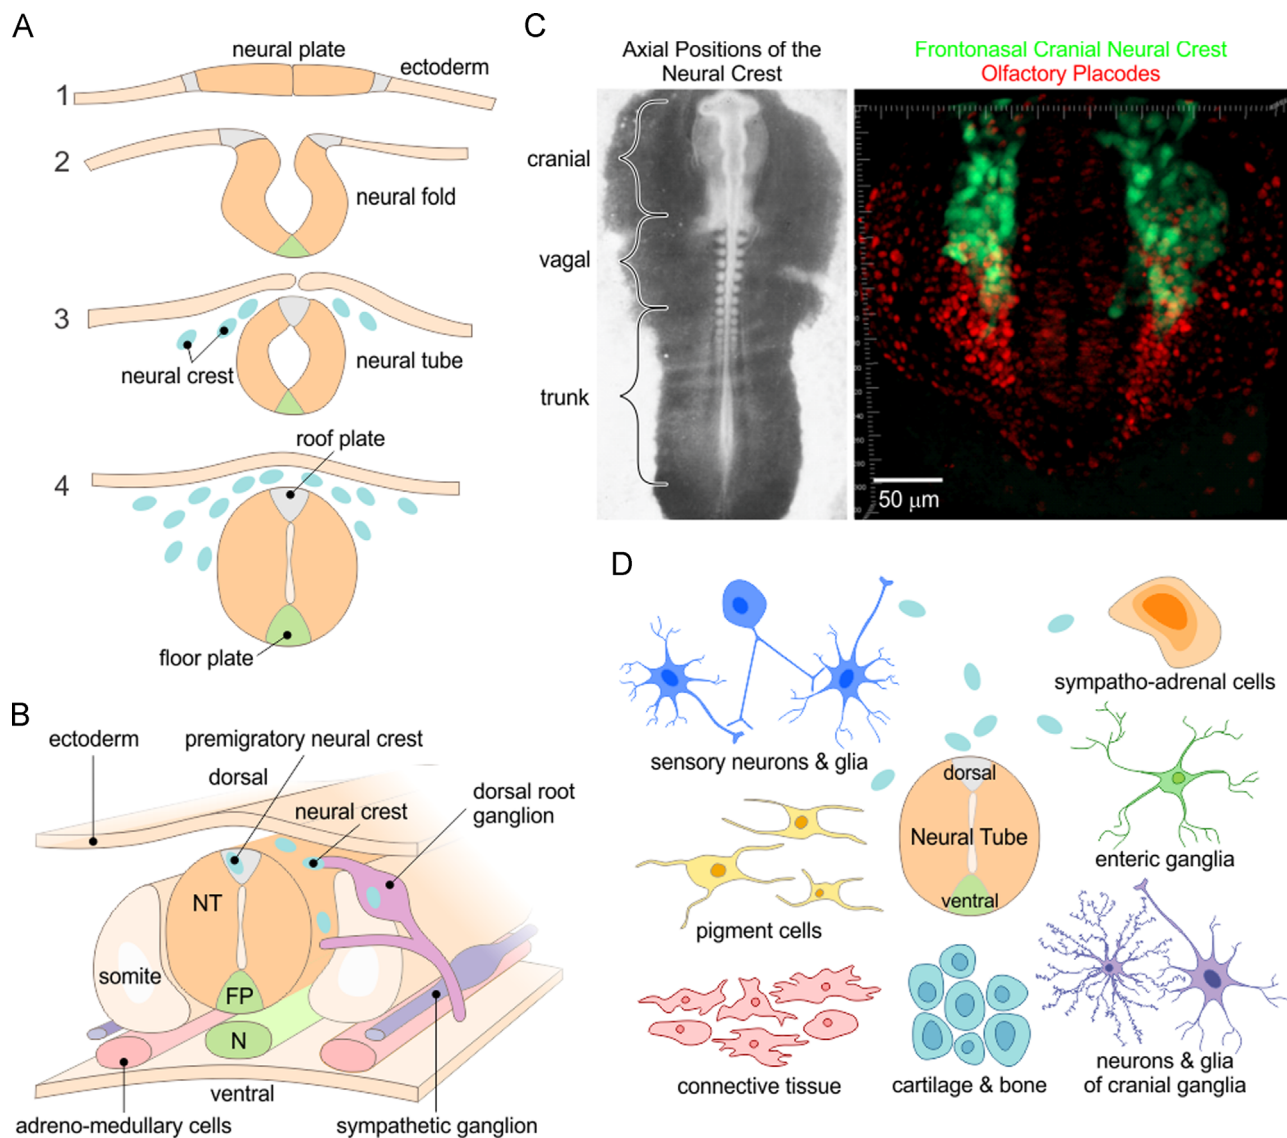 A
neural plate
ectoderm
1
2
neural fold
3
neural crest
neural tube
roof plate
4
floor plate
B
ectoderm
premigratory neural crest
dorsal
neural crest
dorsal root
ganglion
NT
somite
FP
N
ventral
adreno-medullary cells
sympathetic ganglion
C
Axial Positions of the
Neural Crest
cranial
vagal
trunk
Frontonasal Cranial Neural Crest
Olfactory Placodes
50 μm
D
sensory neurons & glia
sympatho-adrenal cells
dorsal
Neural Tube
ventral
enteric ganglia
pigment cells
connective tissue
cartilage & bone
neurons & glia
of cranial ganglia